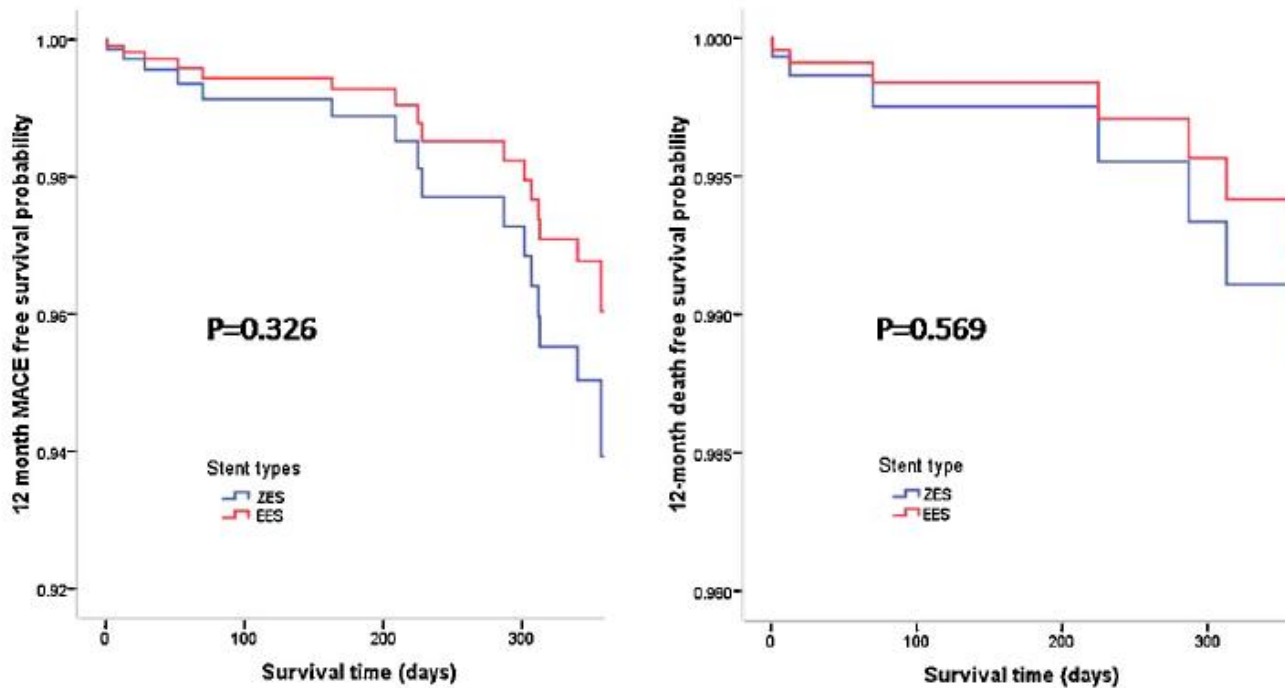 12 month MACE free survival probability
1.00
0.98
0.96
0.94
0.92
P=0.326
Stent types
ZES
EES
0
100
200
300
Survival time (days)
12-month death free survival probability
1.000
0.995
0.990
0.985
0.980
P=0.569
Stent type
ZES
EES
0
100
200
300
Survival time (days)